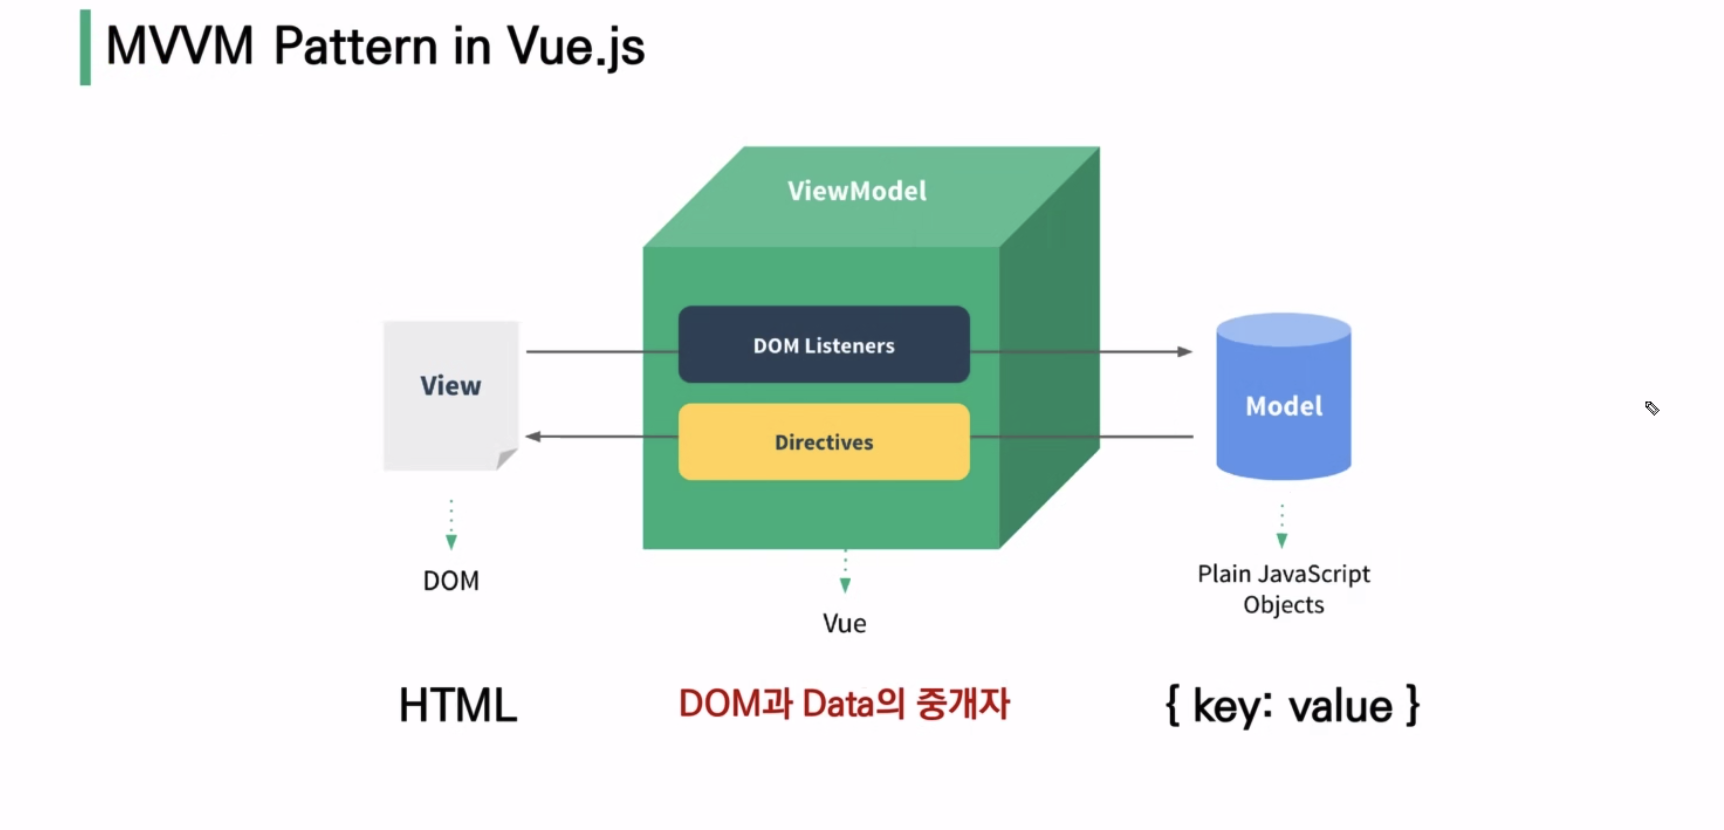 MVVM Pattern in Vue.js
ViewModel
DOM Listeners
View
Model
Directives
DOM
Plain JavaScript
Objects
Vue
HTML
DOM과 Data의 중개자
{ key: value }